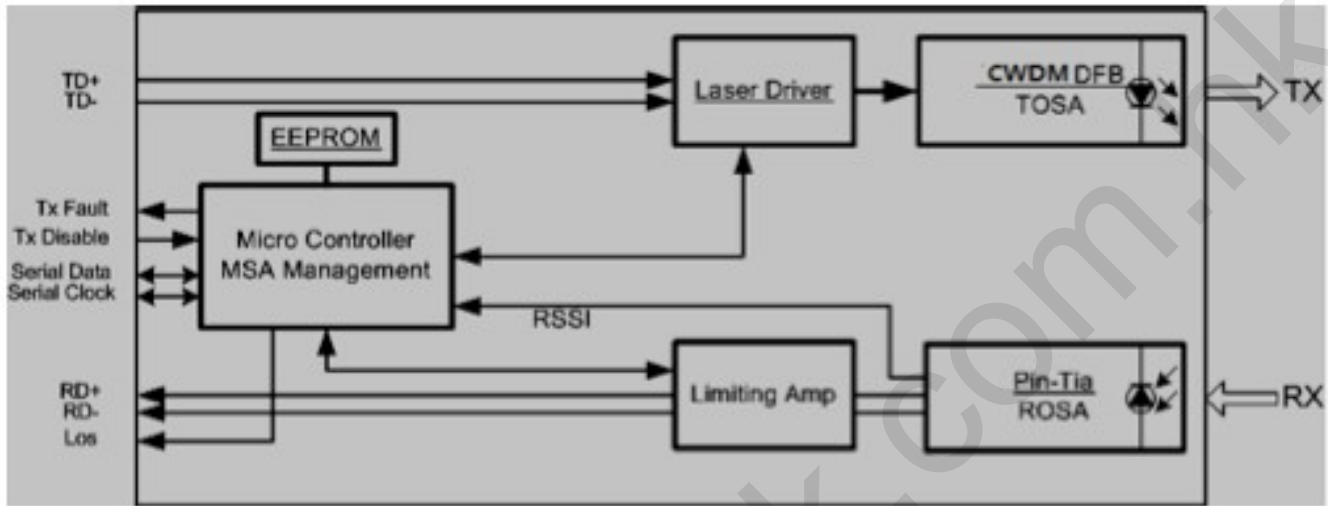 TD+
TD-
Laser Driver
CWDM DFB
TOSA
TX
EEPROM
Tx Fault
Tx Disable
Serial Data
Serial Clock
Micro Controller
MSA Management
RSSI
RD+
RD-
Los
Limiting Amp
Pin-Tia
ROSA
RX